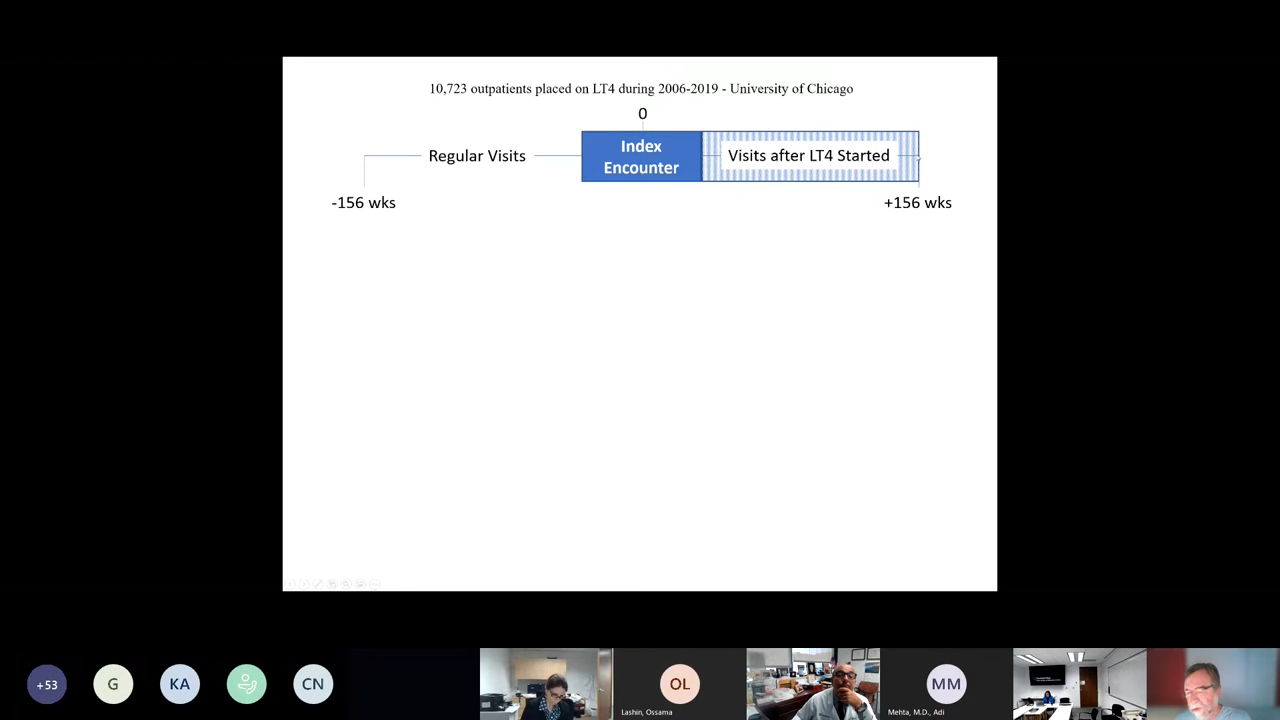 10,723 outpatients placed on LT4 during 2006-2019 - University of Chicago
0
Regular Visits
Index
Encounter
Visits after LT4 Started
-156 wks
+156 wks
+53
G
KA
CN
OL
Lashin, Ossama
MM
Mehta, M.D., Adi